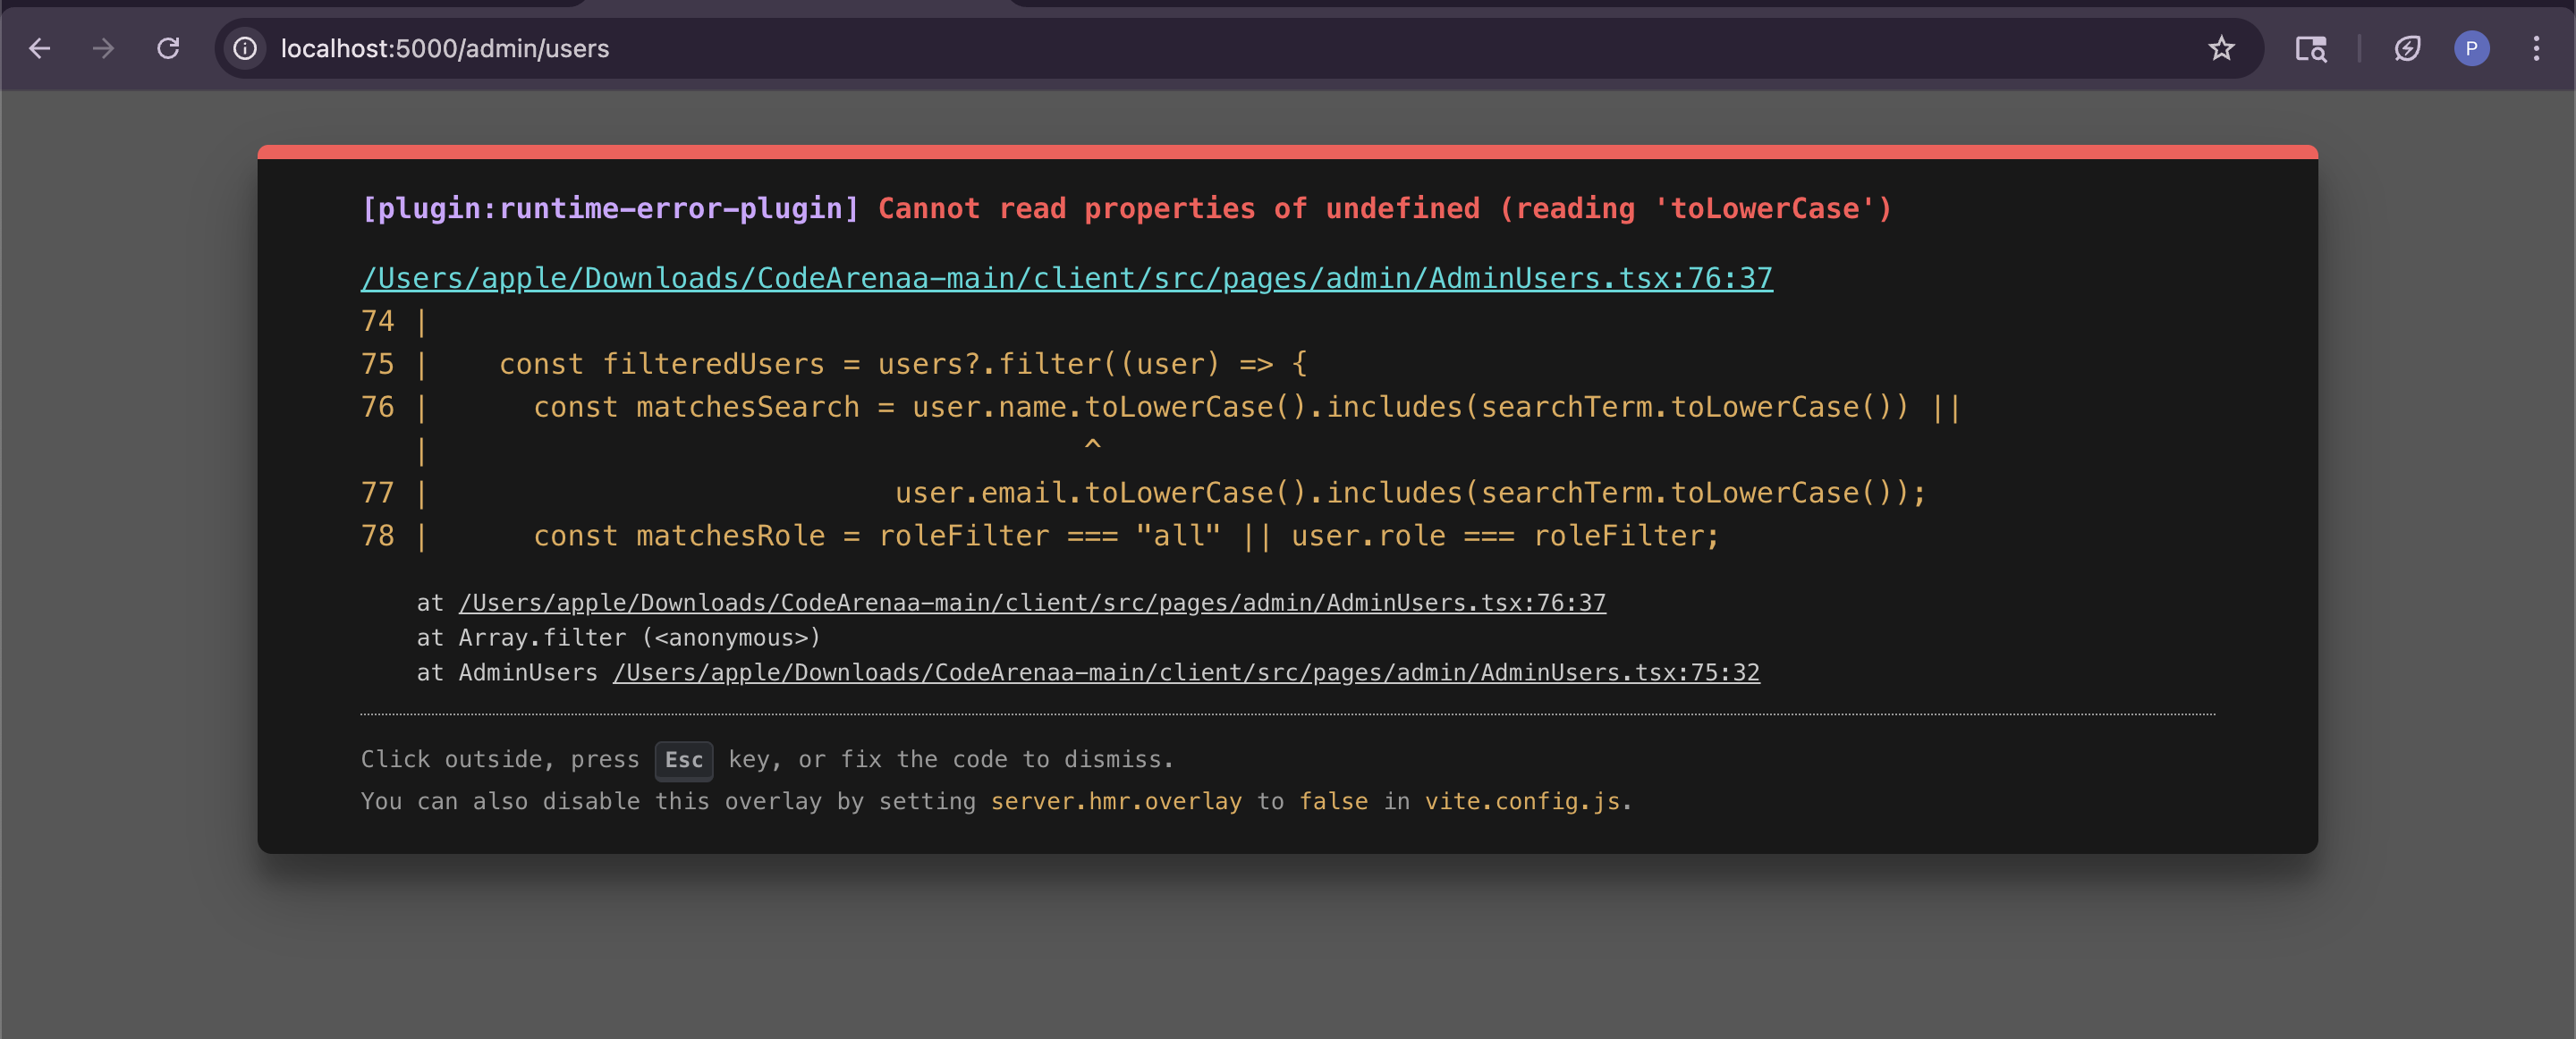 localhost:5000/admin/users
P
[plugin:runtime-error-plugin] Cannot read properties of undefined (reading 'toLowerCase')
/Users/apple/Downloads/CodeArenaa-main/client/src/pages/admin/AdminUsers.tsx:76:37
74 |
75 |    const filteredUsers = users?.filter((user) => {
76 |      const matchesSearch = user.name.toLowerCase().includes(searchTerm.toLowerCase()) ||
   |                                      ^
77 |                           user.email.toLowerCase().includes(searchTerm.toLowerCase());
78 |      const matchesRole = roleFilter === "all" || user.role === roleFilter;
at /Users/apple/Downloads/CodeArenaa-main/client/src/pages/admin/AdminUsers.tsx:76:37
at Array.filter (<anonymous>)
at AdminUsers /Users/apple/Downloads/CodeArenaa-main/client/src/pages/admin/AdminUsers.tsx:75:32
Click outside, press Esc key, or fix the code to dismiss.
You can also disable this overlay by setting server.hmr.overlay to false in vite.config.js.